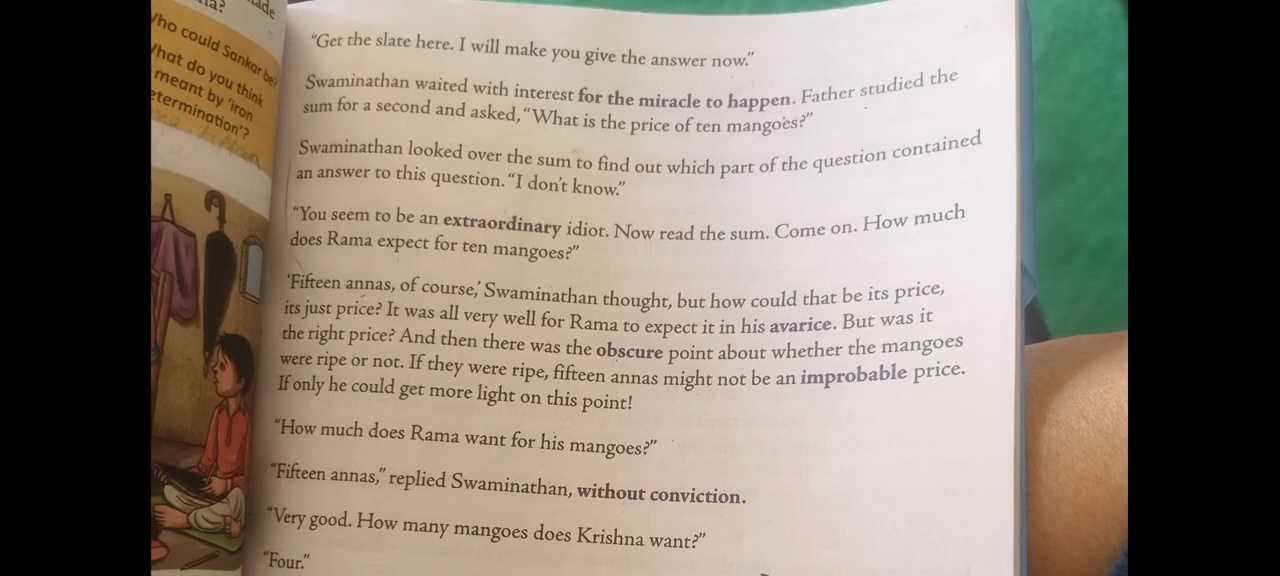 na?
ade
Who could Sankar be?
What do you think
meant by 'iron
etermination'?
"Get the slate here. I will make you give the answer now."
Swaminathan waited with interest for the miracle to happen. Father studied the
sum for a second and asked, "What is the price of ten mangoes?"
Swaminathan looked over the sum to find out which part of the question contained
an answer to this question. "I don't know."
"You seem to be an extraordinary idiot. Now read the sum. Come on. How much
does Rama expect for ten mangoes?"
'Fifteen annas, of course,' Swaminathan thought, but how could that be its price,
its just price? It was all very well for Rama to expect it in his avarice. But was it
the right price? And then there was the obscure point about whether the mangoes
were ripe or not. If they were ripe, fifteen annas might not be an improbable price.
If only he could get more light on this point!
"How much does Rama want for his mangoes?"
"Fifteen annas," replied Swaminathan, without conviction.
"Very good. How many mangoes does Krishna want?"
"Four."